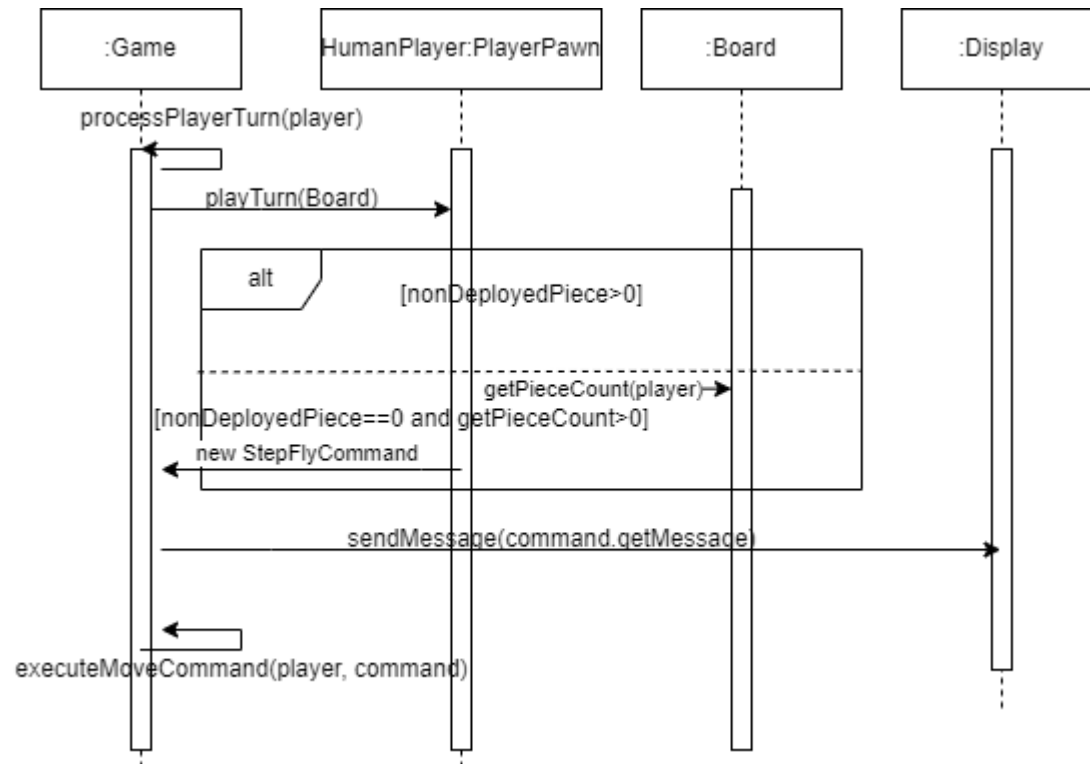 :Game
HumanPlayer:PlayerPawn
:Board
:Display
processPlayerTurn(player)
playTurn(Board)
alt
[nonDeployedPiece>0]
getPieceCount(player)
[nonDeployedPiece==0 and getPieceCount>0]
new StepFlyCommand
sendMessage(command.getMessage)
executeMoveCommand(player, command)